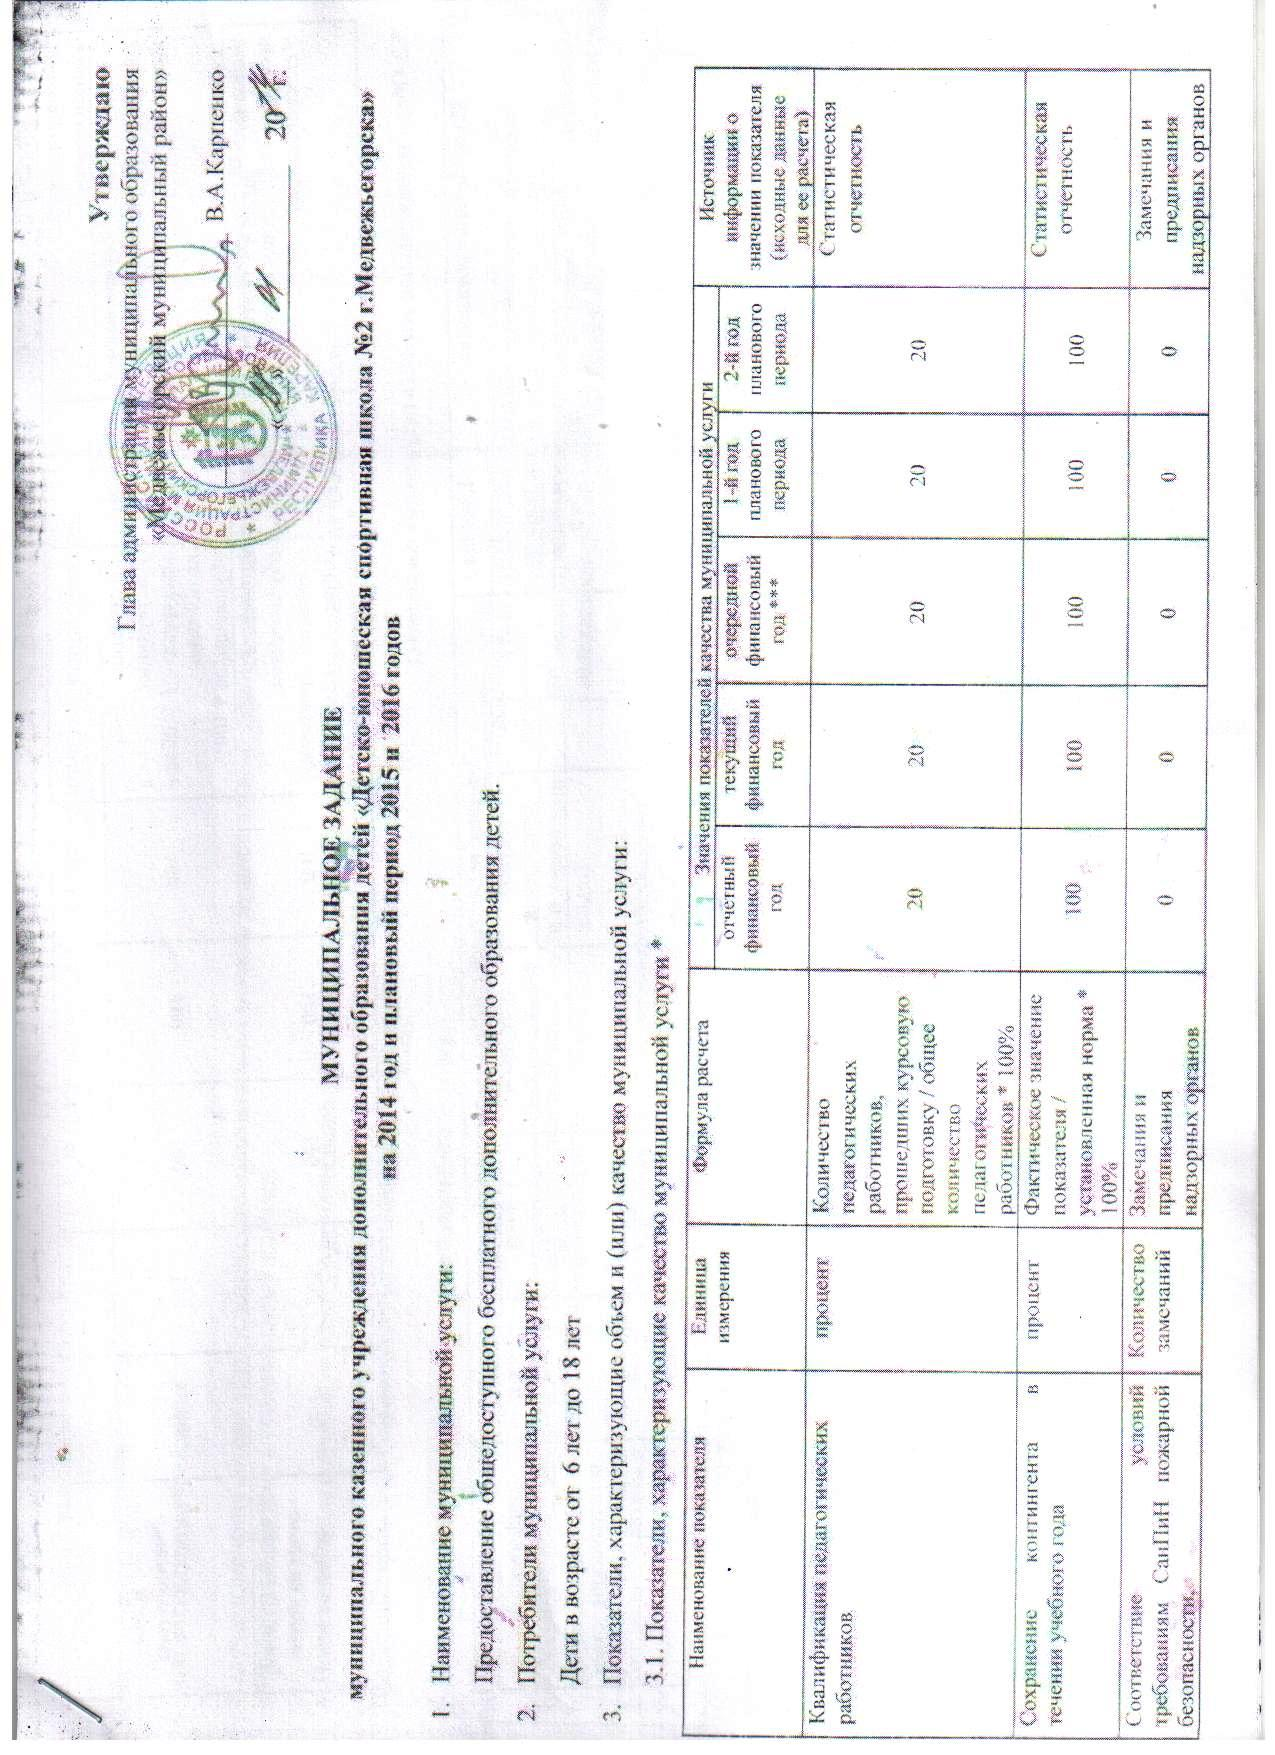 Утверждаю
Глава администрации муниципального образования
«Медвежьегорский муниципальный район»
В.А.Карпенко
20 г.
МУНИЦИПАЛЬНОЕ ЗАДАНИЕ
муниципального казенного учреждения дополнительного образования детей «Детско-юношеская спортивная школа №2 г.Медвежьегорска»
на 2014 год и плановый период 2015 и 2016 годов
1. Наименование муниципальной услуги:
Предоставление общедоступного бесплатного дополнительного образования детей.
2. Потребители муниципальной услуги:
Дети в возрасте от 6 лет до 18 лет
3. Показатели, характеризующие объем и (или) качество муниципальной услуги:
3.1. Показатели, характеризующие качество муниципальной услуги *
Наименование показателя
Единица
измерения
Формула расчета
Значения показателей качества муниципальной услуги
отчетный
финансовый
год
текущий
финансовый
год
очередной
финансовый
год ***
1-й год
планового
периода
2-й год
планового
периода
Источник
информации о
значении показателя
(исходные данные
для ее расчета)
Квалификация педагогических
работников
процент
Количество
педагогических
работников,
прошедших курсовую
подготовку / общее
количество
педагогических
работников * 100%
20
20
20
20
20
Статистическая
отчетность
Сохранение контингента в
течении учебного года
процент
Фактическое значение
показателя /
установленная норма *
100%
100
100
100
100
100
Статистическая
отчетность
Соответствие условий
требованиям СанПиН пожарной
безопасности.
Количество
замечаний
Замечания и
предписания
надзорных органов
0
0
0
0
0
Замечания и
предписания
надзорных органов
РЕСПУБЛИКА КАРЕЛИЯ